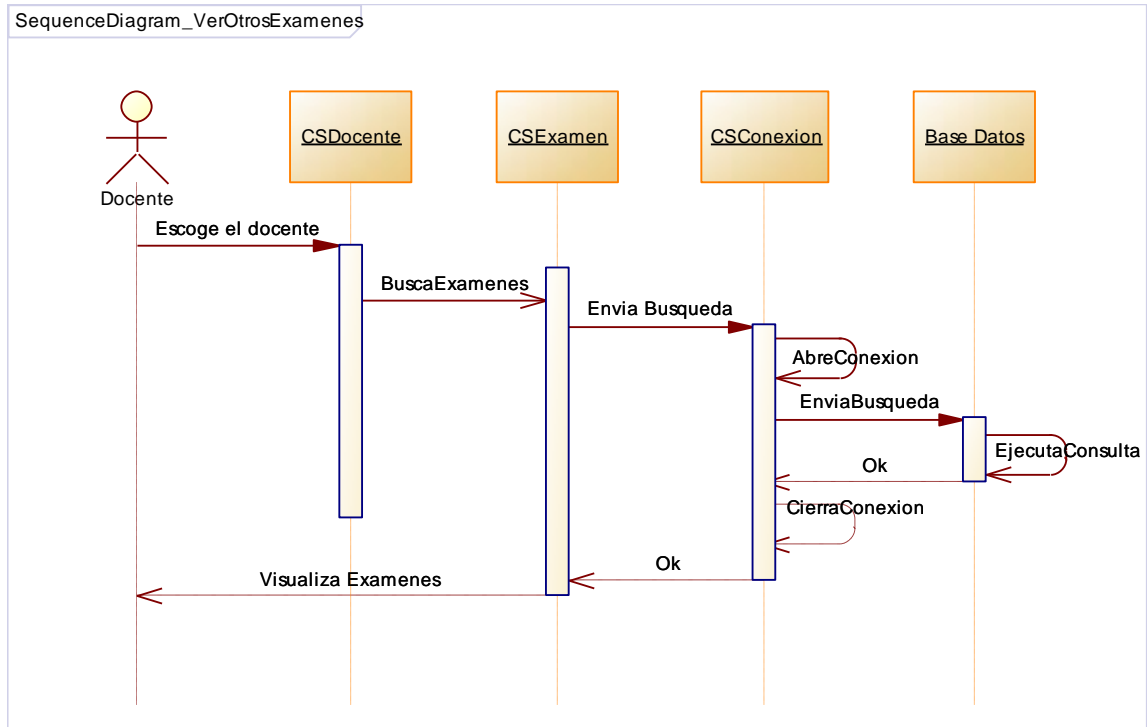 SequenceDiagram_VerOtrosExamenes
CSDocente
CSExamen
CSConexion
Base Datos
Docente
Escoge el docente
BuscaExamenes
Envia Busqueda
AbreConexion
EnviaBusqueda
EjecutaConsulta
Ok
CierraConexion
Ok
Visualiza Examenes